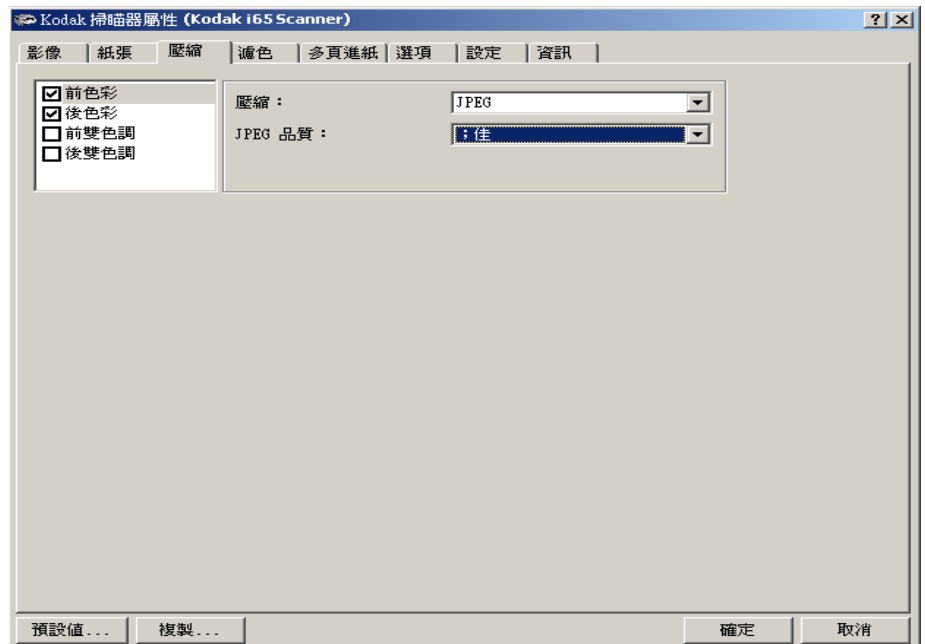 Kodak 掃瞄器屬性 (Kodak i65 Scanner)
影像 紙張 壓縮 濾色 多頁進紙 選項 設定 資訊
前色彩
後色彩
前雙色調
後雙色調
壓縮： JPEG
JPEG 品質： ;佳
預設值... 複製... 確定 取消